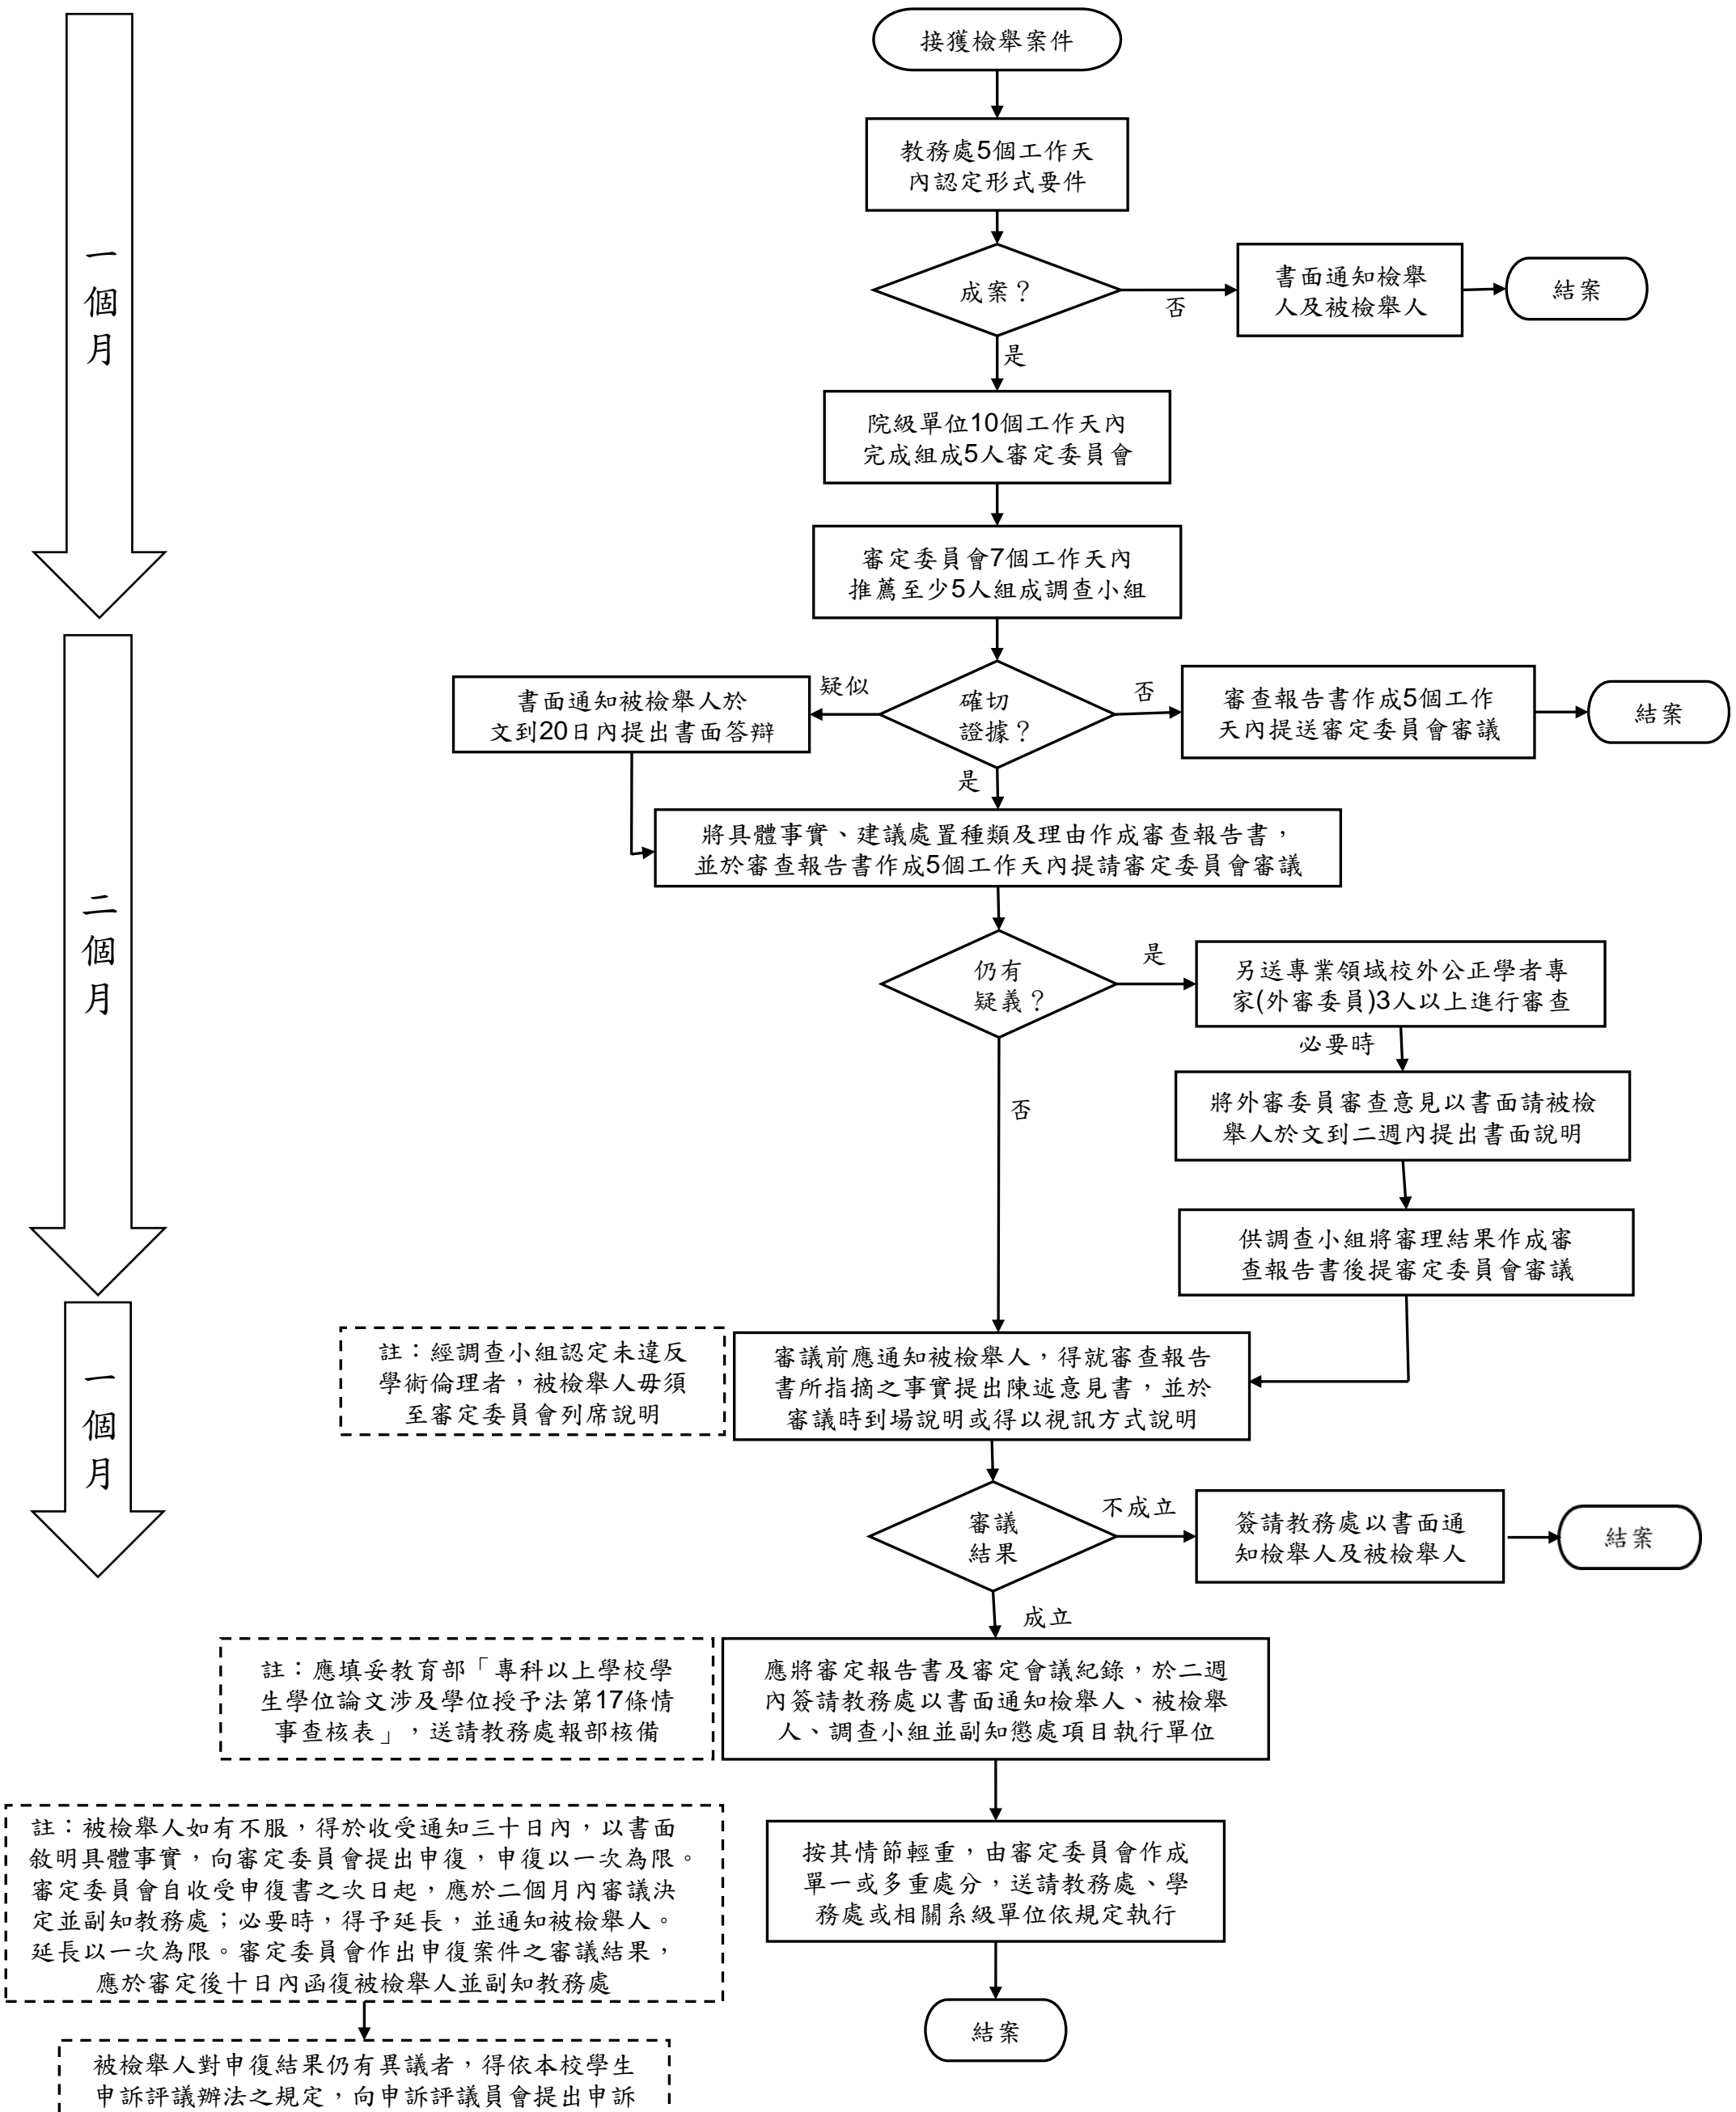 接獲檢舉案件
教務處5個工作天
內認定形式要件
成案？
否
書面通知檢舉
人及被檢舉人
結案
是
一個月
院級單位10個工作天內
完成組成5人審定委員會
審定委員會7個工作天內
推薦至少5人組成調查小組
確切
證據？
疑似
書面通知被檢舉人於
文到20日內提出書面答辯
否
審查報告書作成5個工作
天內提送審定委員會審議
結案
是
將具體事實、建議處置種類及理由作成審查報告書，
並於審查報告書作成5個工作天內提請審定委員會審議
二個月
仍有
疑義？
是
另送專業領域校外公正學者專
家(外審委員)3人以上進行審查
必要時
將外審委員審查意見以書面請被檢
舉人於文到二週內提出書面說明
否
供調查小組將審理結果作成審
查報告書後提審定委員會審議
一個月
註：經調查小組認定未違反
學術倫理者，被檢舉人毋須
至審定委員會列席說明
審議前應通知被檢舉人，得就審查報告
書所指摘之事實提出陳述意見書，並於
審議時到場說明或得以視訊方式說明
審議
結果
不成立
簽請教務處以書面通
知檢舉人及被檢舉人
結案
成立
註：應填妥教育部「專科以上學校學
生學位論文涉及學位授予法第17條情
事查核表」，送請教務處報部核備
應將審定報告書及審定會議紀錄，於二週
內簽請教務處以書面通知檢舉人、被檢舉
人、調查小組並副知懲處項目執行單位
註：被檢舉人如有不服，得於收受通知三十日內，以書面
敘明具體事實，向審定委員會提出申復，申復以一次為限。
審定委員會自收受申復書之次日起，應於二個月內審議決
定並副知教務處；必要時，得予延長，並通知被檢舉人。
延長以一次為限。審定委員會作出申復案件之審議結果，
應於審定後十日內函復被檢舉人並副知教務處
按其情節輕重，由審定委員會作成
單一或多重處分，送請教務處、學
務處或相關系級單位依規定執行
結案
被檢舉人對申復結果仍有異議者，得依本校學生
申訴評議辦法之規定，向申訴評議員會提出申訴